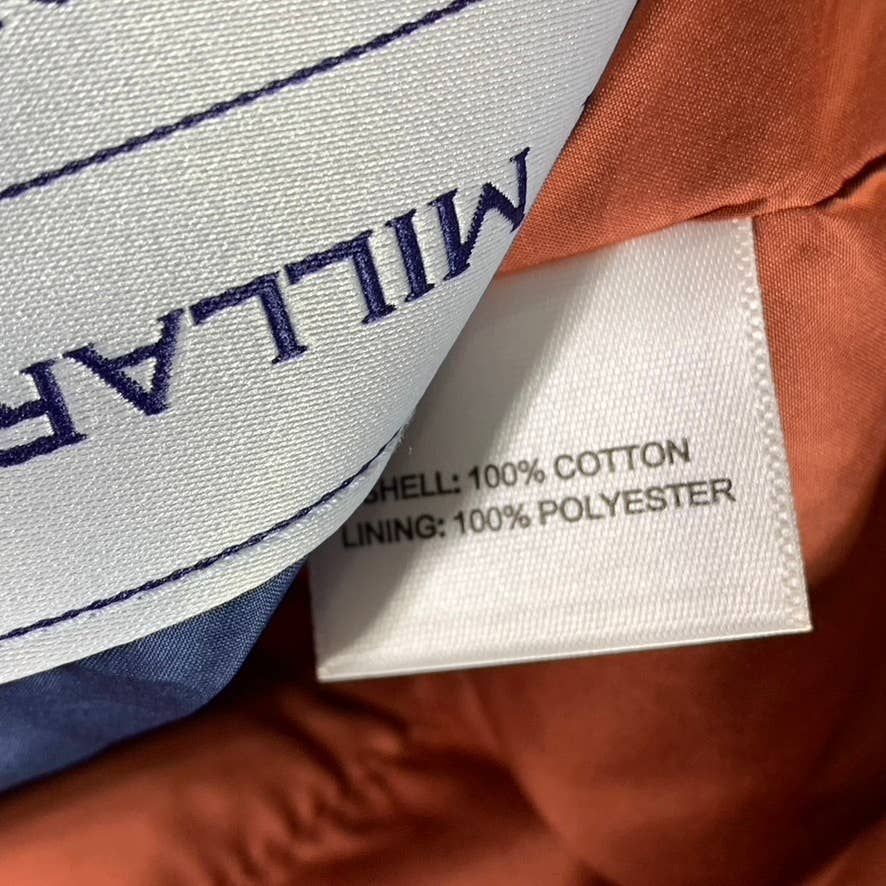 MILLAR
SHELL: 100% COTTON
LINING: 100% POLYESTER